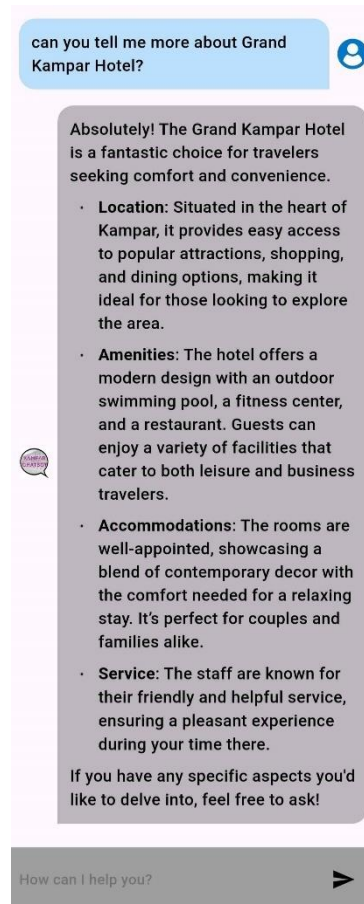 can you tell me more about Grand
Kampar Hotel?
Absolutely! The Grand Kampar Hotel
is a fantastic choice for travelers
seeking comfort and convenience.
· Location: Situated in the heart of
Kampar, it provides easy access
to popular attractions, shopping,
and dining options, making it
ideal for those looking to explore
the area.
· Amenities: The hotel offers a
modern design with an outdoor
swimming pool, a fitness center,
and a restaurant. Guests can
enjoy a variety of facilities that
cater to both leisure and business
travelers.
· Accommodations: The rooms are
well-appointed, showcasing a
blend of contemporary decor with
the comfort needed for a relaxing
stay. It's perfect for couples and
families alike.
· Service: The staff are known for
their friendly and helpful service,
ensuring a pleasant experience
during your time there.
If you have any specific aspects you'd
like to delve into, feel free to ask!
KAMPAR
CHATBOT
How can I help you?